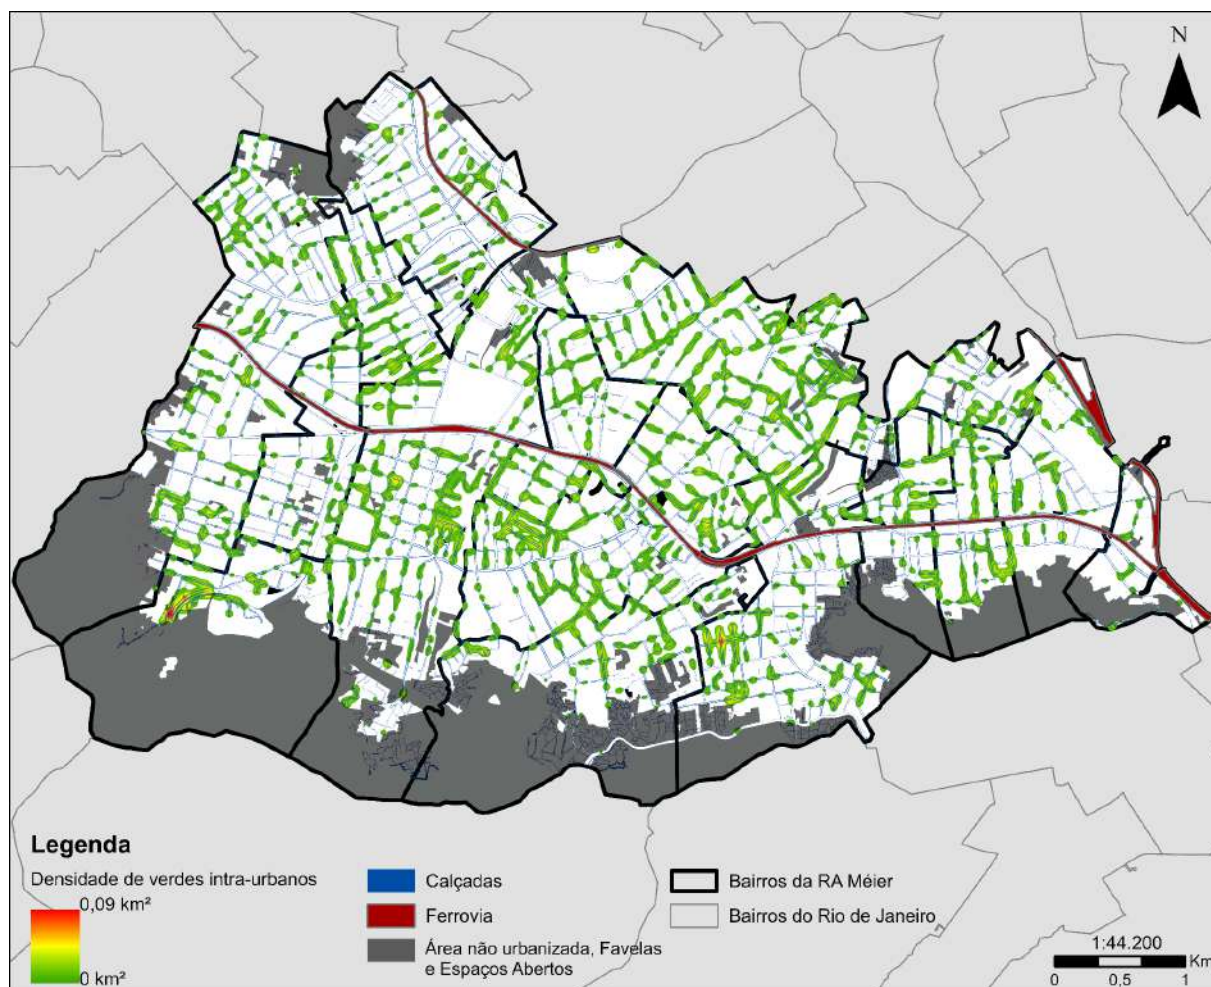 N
Legenda
Densidade de verdes intra-urbanos
0,09 km²
0 km²
Calçadas
Ferrovia
Área não urbanizada, Favelas
e Espaços Abertos
Bairros da RA Méier
Bairros do Rio de Janeiro
1:44.200
Km
0 0,5 1